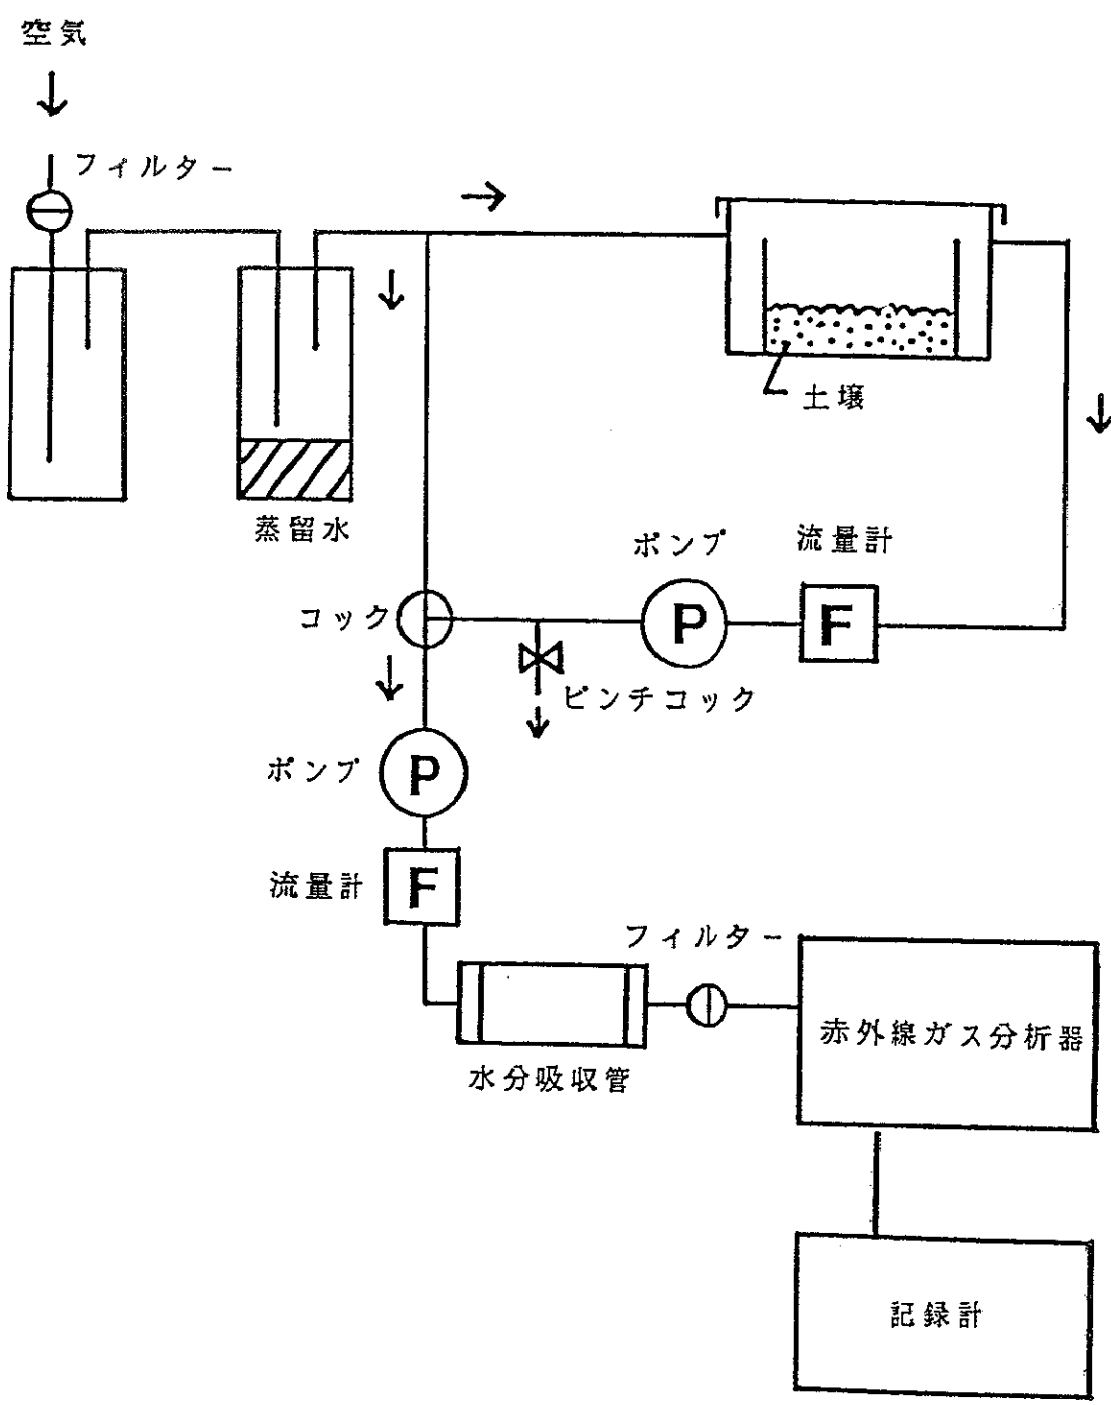 空気
フィルター
土壌
蒸留水
ポンプ
流量計
コック
ピンチコック
ポンプ
P
F
P
流量計
F
フィルター
赤外線ガス分析器
水分吸収管
記録計